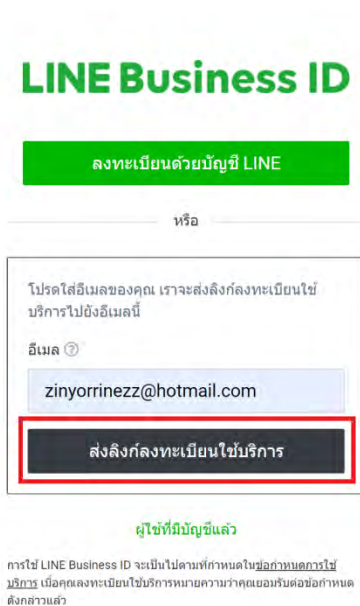 LINE Business ID
ลงทะเบียนด้วยบัญชี LINE
หรือ
โปรดใส่อีเมลของคุณ เราจะส่งลิงก์ลงทะเบียนใช้
บริการไปยังอีเมลนี้
อีเมล ?
zinyorrinezz@hotmail.com
ส่งลิงก์ลงทะเบียนใช้บริการ
ผู้ใช้ที่มีบัญชีแล้ว
การใช้ LINE Business ID จะเป็นไปตามที่กำหนดในข้อกำหนดการใช้
บริการ เมื่อคุณลงทะเบียนใช้บริการหมายความว่าคุณยอมรับต่อข้อกำหนด
ดังกล่าวแล้ว